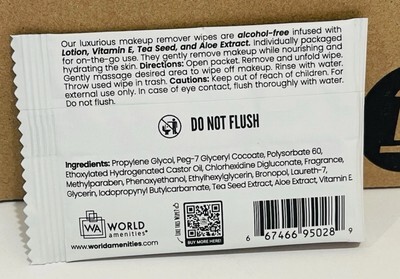 Our luxurious makeup remover wipes are alcohol-free infused with
Lotion, Vitamin E, Tea Seed, and Aloe Extract. Individually packaged
for on-the-go use. They gently remove makeup while nourishing and
hydrating the skin. Directions: Open packet. Remove and unfold wipe.
Gently massage desired area to wipe off makeup. Rinse with water.
Throw used wipe in trash. Cautions: Keep out of reach of children. For
external use only. In case of eye contact, flush thoroughly with water.
Do not flush.
DO NOT FLUSH
Ingredients: Propylene Glycol, Peg-7 Glyceryl Cocoate, Polysorbate 60,
Ethoxylated Hydrogenated Castor Oil, Chlorhexidine Digluconate, Fragrance,
Methylparaben, Phenoxyethanol, Ethylhexylglycerin, Bronopol, Laureth-7,
Glycerin, Iodopropynyl Butylcarbamate, Tea Seed Extract, Aloe Extract, Vitamin E.
WA WORLD
amenities
www.worldamenities.com
SCAN THIS
BUY MORE HERE!
6 67466 95028 9